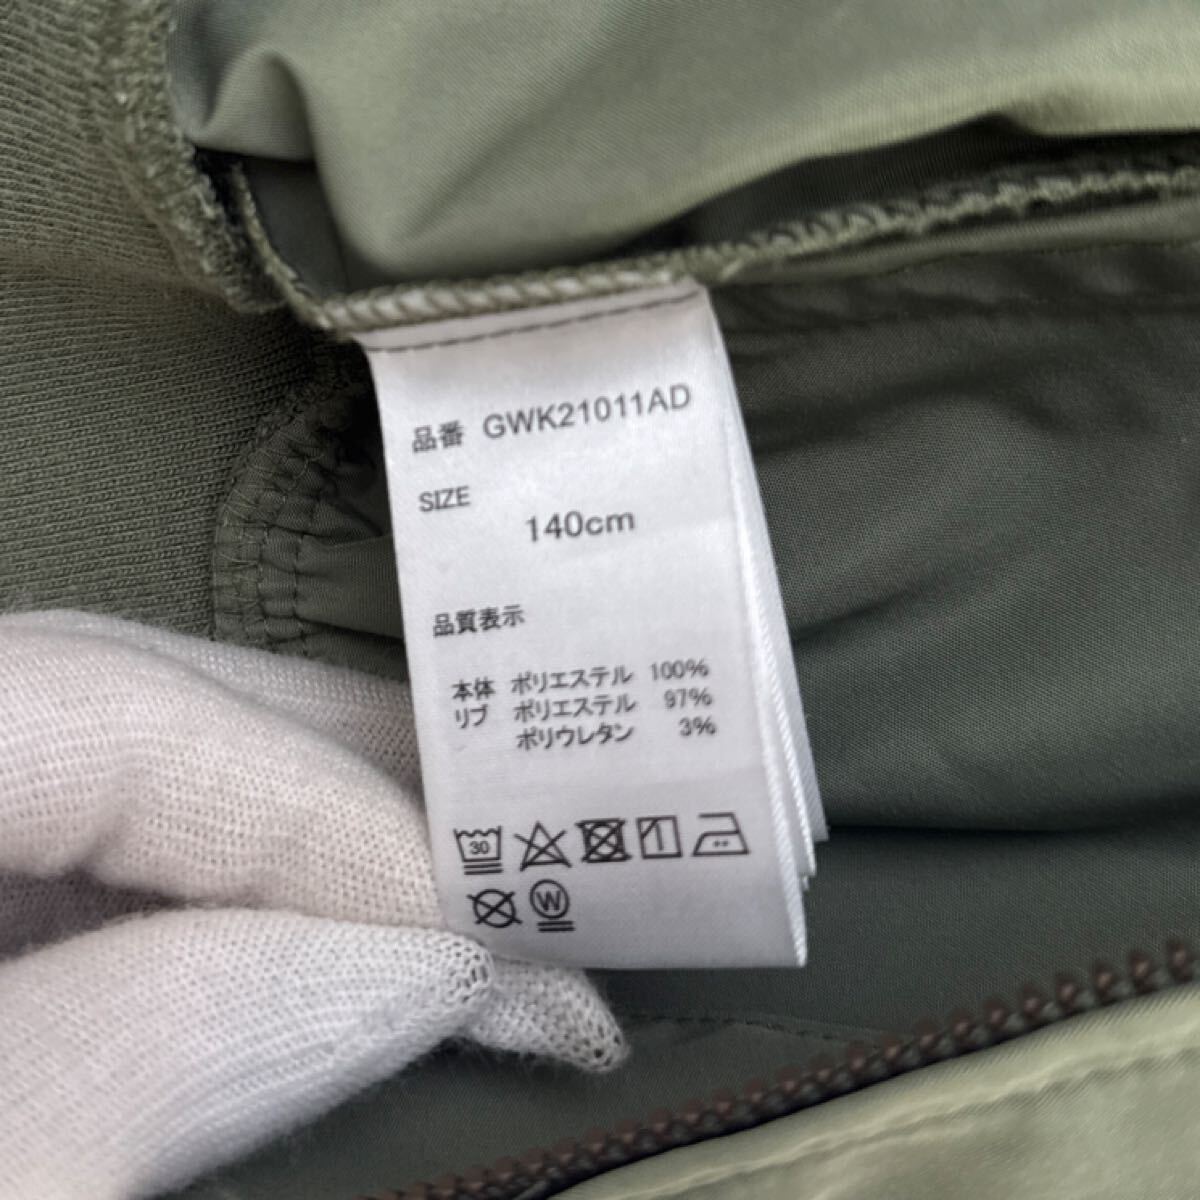 品番 GWK21011AD
SIZE
140cm
品質表示
本体 ポリエステル 100%
リブ ポリエステル 97%
ポリウレタン 3%
30
W